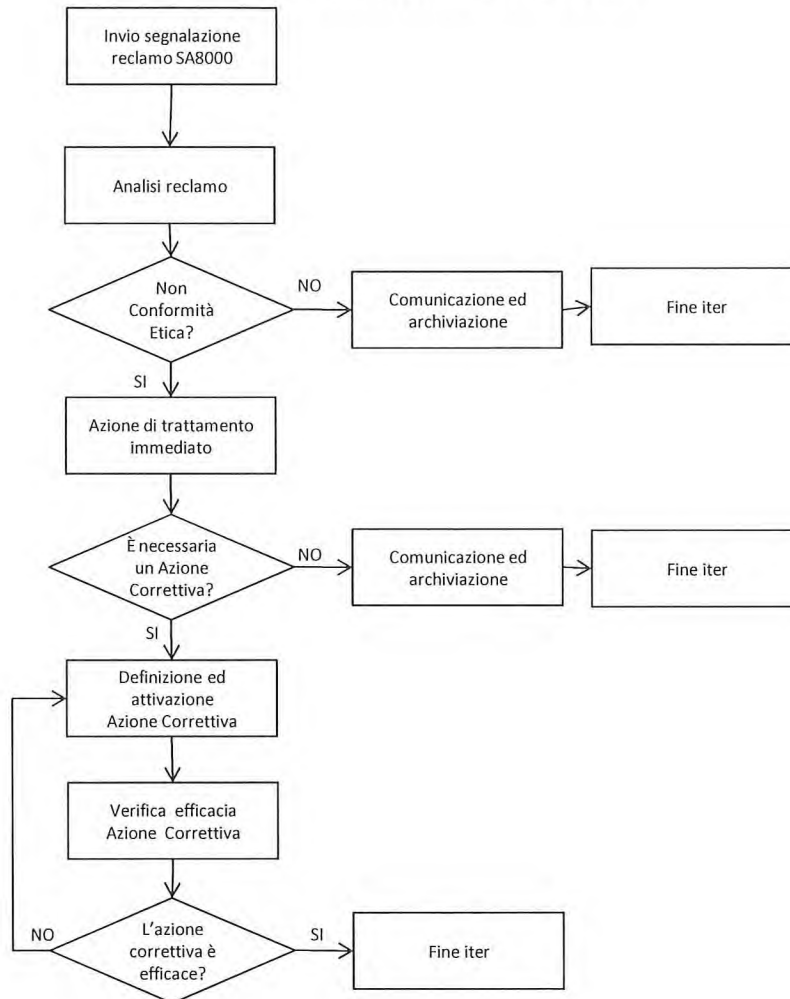 Invio segnalazione
reclamo SA8000
Analisi reclamo
Non
Conformità
Etica?
NO
Comunicazione ed
archiviazione
Fine iter
SI
Azione di trattamento
immediato
È necessaria
un Azione
Correttiva?
NO
Comunicazione ed
archiviazione
Fine iter
SI
Definizione ed
attivazione
Azione Correttiva
Verifica efficacia
Azione Correttiva
NO
L'azione
correttiva è
efficace?
SI
Fine iter